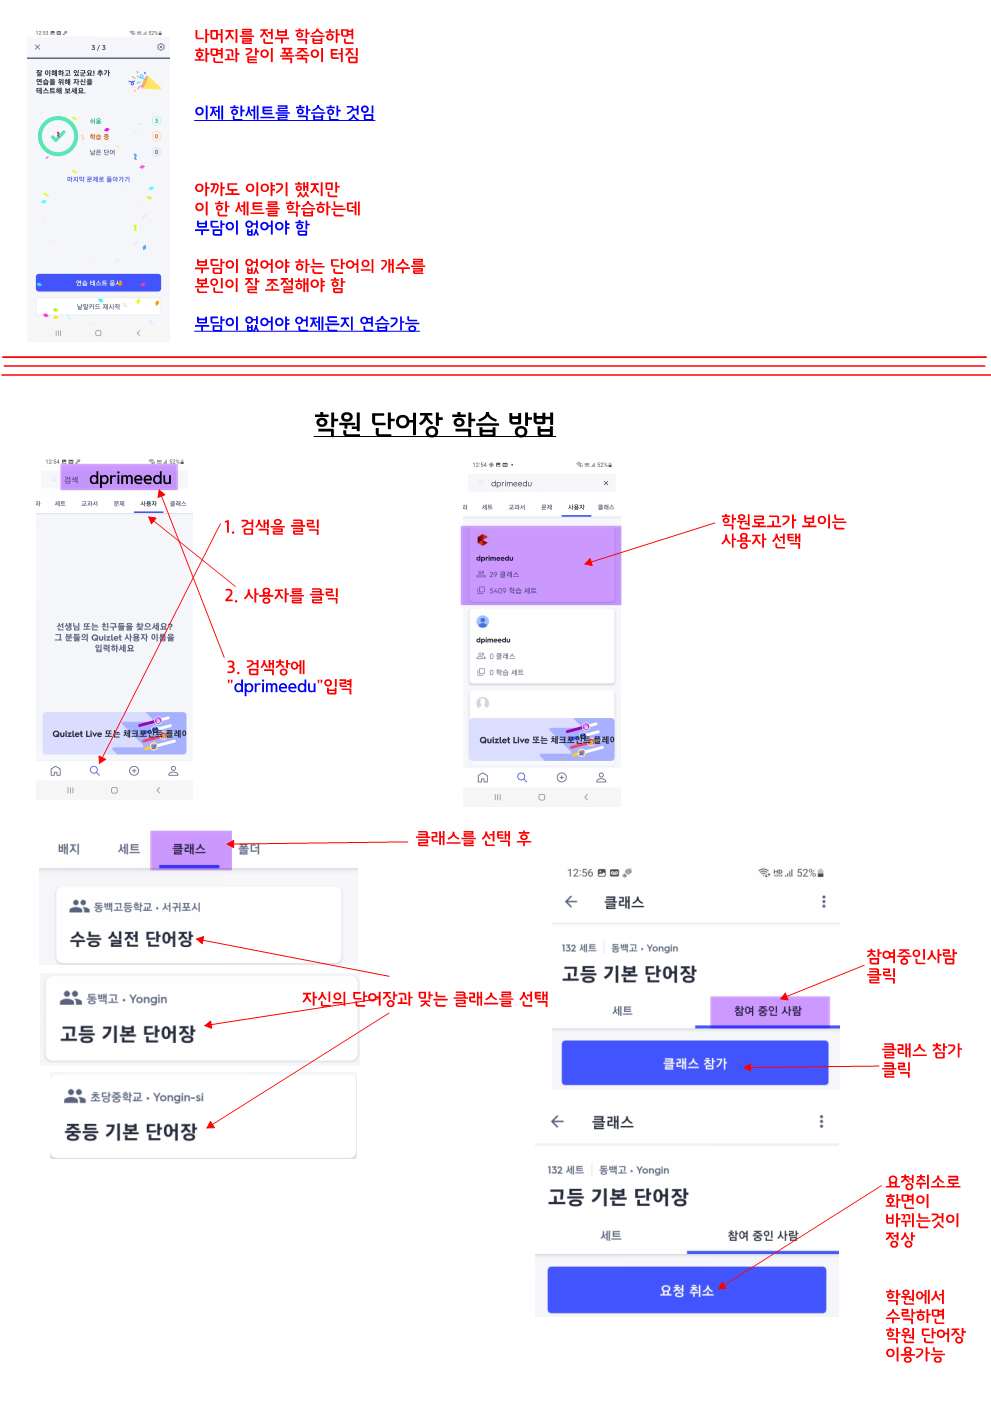 12:53
52%
3 / 3
잘 이해하고 있군요! 추가
연습을 위해 자신을
테스트해 보세요.
쉬움 3
학습 중 0
남은 단어 0
마지막 문제로 돌아가기
연습 테스트 응시
낱말카드 재시작
나머지를 전부 학습하면
화면과 같이 폭죽이 터짐
이제 한세트를 학습한 것임
아까도 이야기 했지만
이 한 세트를 학습하는데
부담이 없어야 함
부담이 없어야 하는 단어의 개수를
본인이 잘 조절해야 함
부담이 없어야 언제든지 연습가능
학원 단어장 학습 방법
12:54
52%
검색 dprimeedu
라 세트 교과서 문제 사용자 클래스
선생님 또는 친구들을 찾으세요?
그 분들의 Quizlet 사용자 이름을
입력하세요
Quizlet Live 또는 체크포인트 플레이
1. 검색을 클릭
2. 사용자를 클릭
3. 검색창에
"dprimeedu"입력
12:54
52%
dprimeedu
라 세트 교과서 문제 사용자 클래스
dprimeedu
29 클래스
5409 학습 세트
dpimeedu
0 클래스
0 학습 세트
Quizlet Live 또는 체크포인트 플레이
학원로고가 보이는
사용자 선택
배지 세트 클래스 폴더
클래스를 선택 후
동백고등학교 • 서귀포시
수능 실전 단어장
동백고 • Yongin
고등 기본 단어장
초당중학교 • Yongin-si
중등 기본 단어장
자신의 단어장과 맞는 클래스를 선택
12:56
52%
클래스
132 세트 동백고 • Yongin
고등 기본 단어장
세트 참여 중인 사람
클래스 참가
참여중인사람
클릭
클래스 참가
클릭
클래스
132 세트 동백고 • Yongin
고등 기본 단어장
세트 참여 중인 사람
요청 취소
요청취소로
화면이
바뀌는것이
정상
학원에서
수락하면
학원 단어장
이용가능